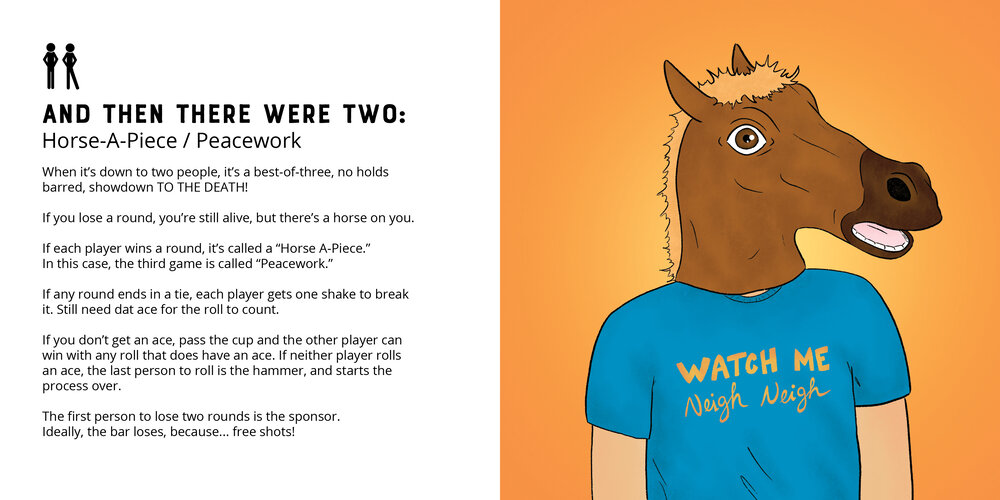 AND THEN THERE WERE TWO:
Horse-A-Piece / Peacework
When it’s down to two people, it’s a best-of-three, no holds
barred, showdown TO THE DEATH!
If you lose a round, you’re still alive, but there’s a horse on you.
If each player wins a round, it’s called a “Horse A-Piece.”
In this case, the third game is called “Peacework.”
If any round ends in a tie, each player gets one shake to break
it. Still need dat ace for the roll to count.
If you don’t get an ace, pass the cup and the other player can
win with any roll that does have an ace. If neither player rolls
an ace, the last person to roll is the hammer, and starts the
process over.
The first person to lose two rounds is the sponsor.
Ideally, the bar loses, because... free shots!
WATCH ME
Neigh Neigh